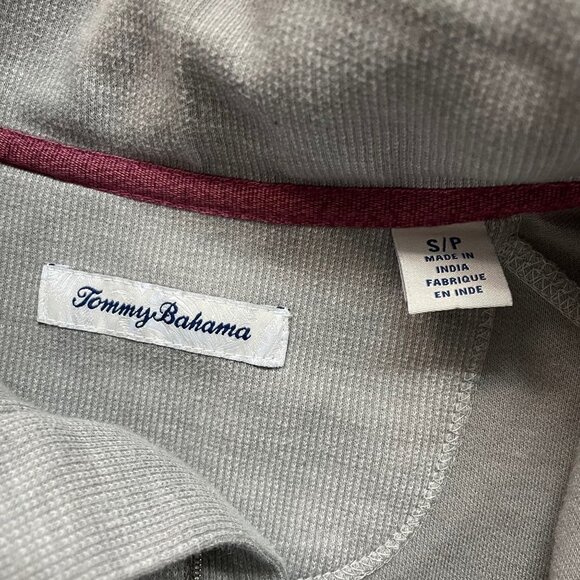 Tommy Bahama
S/P
MADE IN
INDIA
FABRIQUE
EN INDE